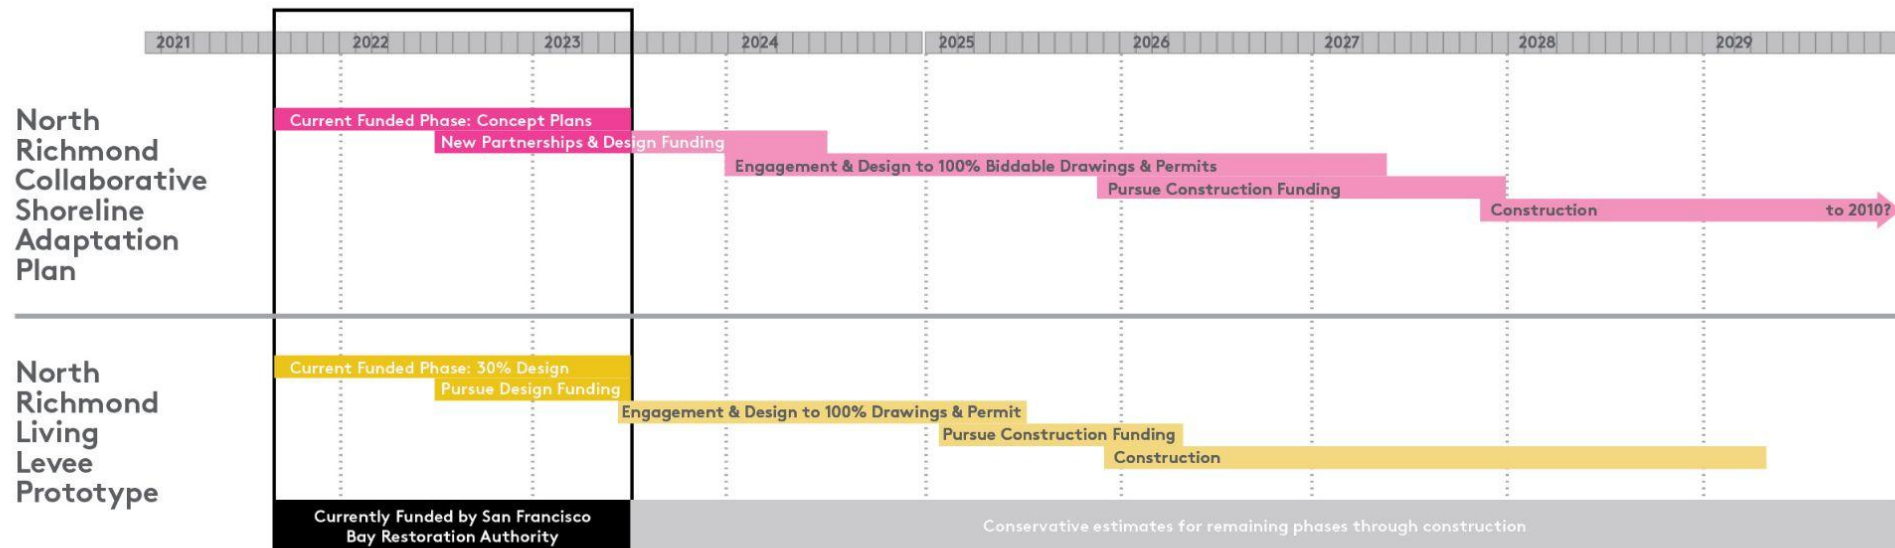 2021 2022 2023 2024 2025 2026 2027 2028 2029
North
Richmond
Collaborative
Shoreline
Adaptation
Plan
Current Funded Phase: Concept Plans
New Partnerships & Design Funding
Engagement & Design to 100% Biddable Drawings & Permits
Pursue Construction Funding
Construction to 2010?
North
Richmond
Living
Levee
Prototype
Current Funded Phase: 30% Design
Pursue Design Funding
Engagement & Design to 100% Drawings & Permit
Pursue Construction Funding
Construction
Currently Funded by San Francisco
Bay Restoration Authority
Conservative estimates for remaining phases through construction